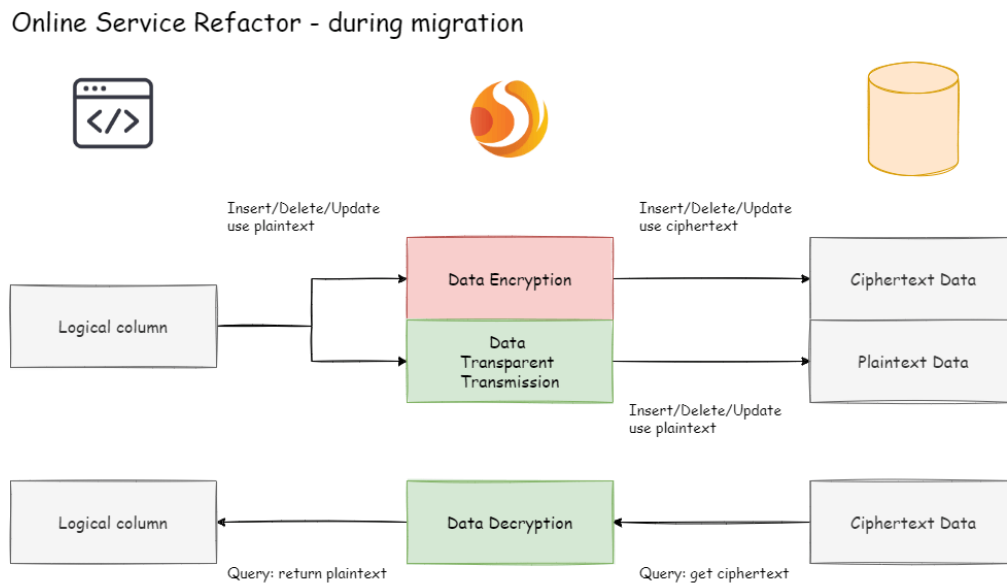 Online Service Refactor - during migration
</>
Insert/Delete/Update
use plaintext
Insert/Delete/Update
use ciphertext
Logical column
Data Encryption
Ciphertext Data
Data
Transparent
Transmission
Plaintext Data
Insert/Delete/Update
use plaintext
Logical column
Data Decryption
Ciphertext Data
Query: return plaintext
Query: get ciphertext